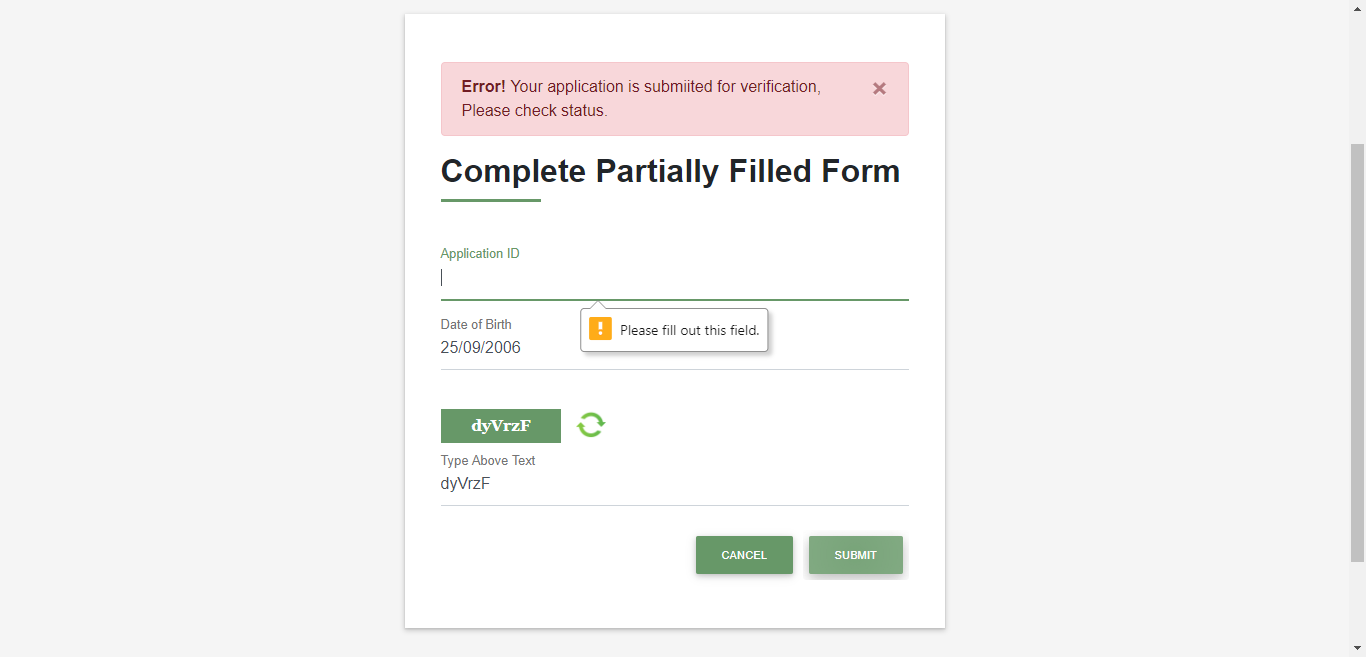 Error! Your application is submiited for verification,
Please check status.
×
Complete Partially Filled Form
Application ID
Please fill out this field.
Date of Birth
25/09/2006
dyVrzF
Type Above Text
dyVrzF
CANCEL SUBMIT